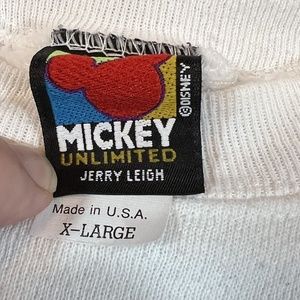 ©DISNEY
MICKEY
UNLIMITED
JERRY LEIGH
Made in U.S.A.
X-LARGE